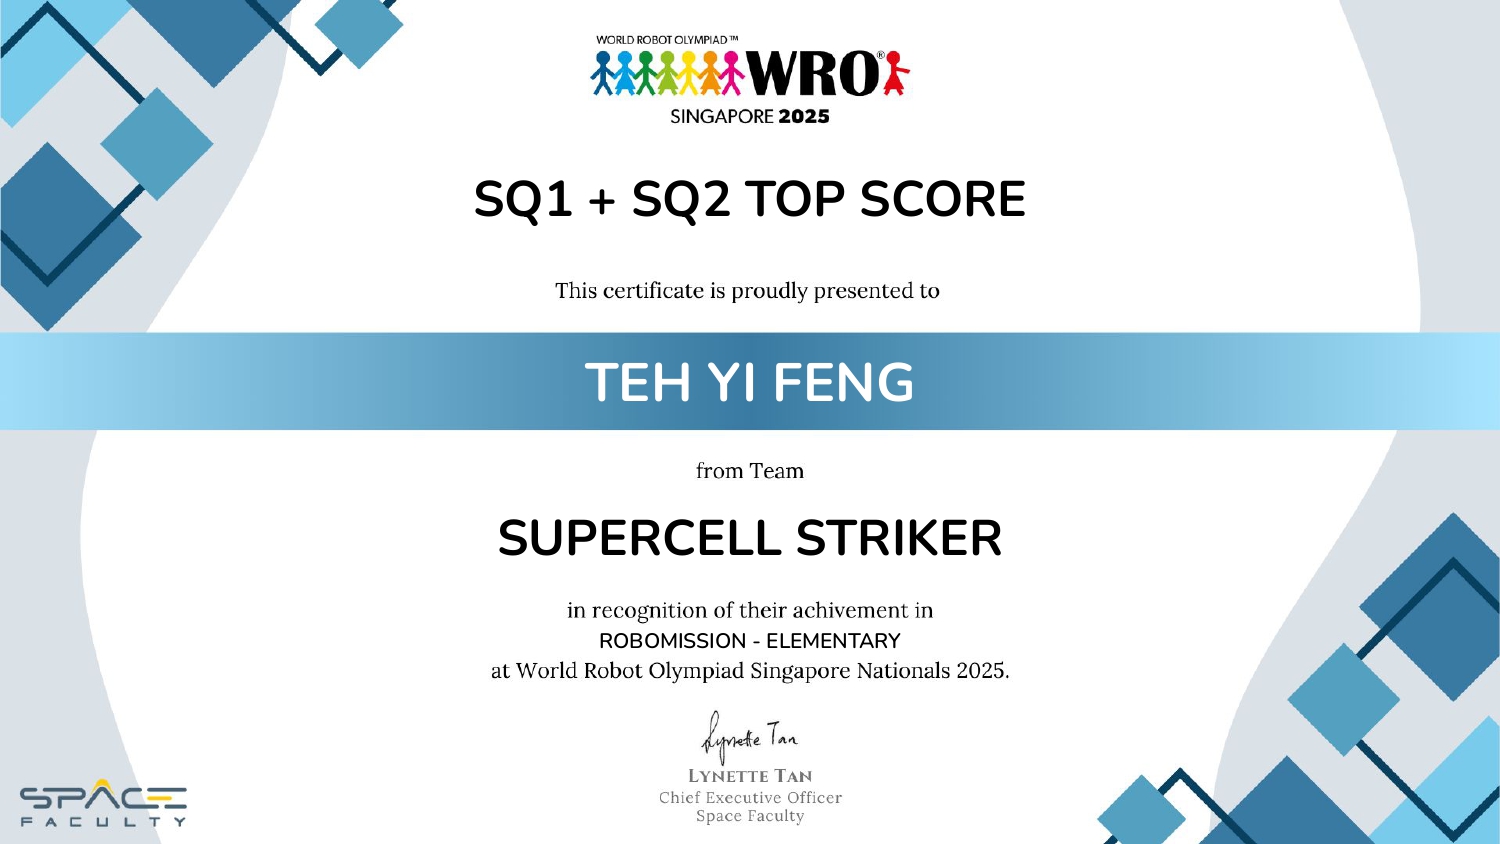 WORLD ROBOT OLYMPIAD™
WRO®
SINGAPORE 2025
SQ1 + SQ2 TOP SCORE
This certificate is proudly presented to
TEH YI FENG
from Team
SUPERCELL STRIKER
in recognition of their achivement in
ROBOMISSION - ELEMENTARY
at World Robot Olympiad Singapore Nationals 2025.
Lynette Tan
LYNETTE TAN
Chief Executive Officer
Space Faculty
SPACE
FACULTY